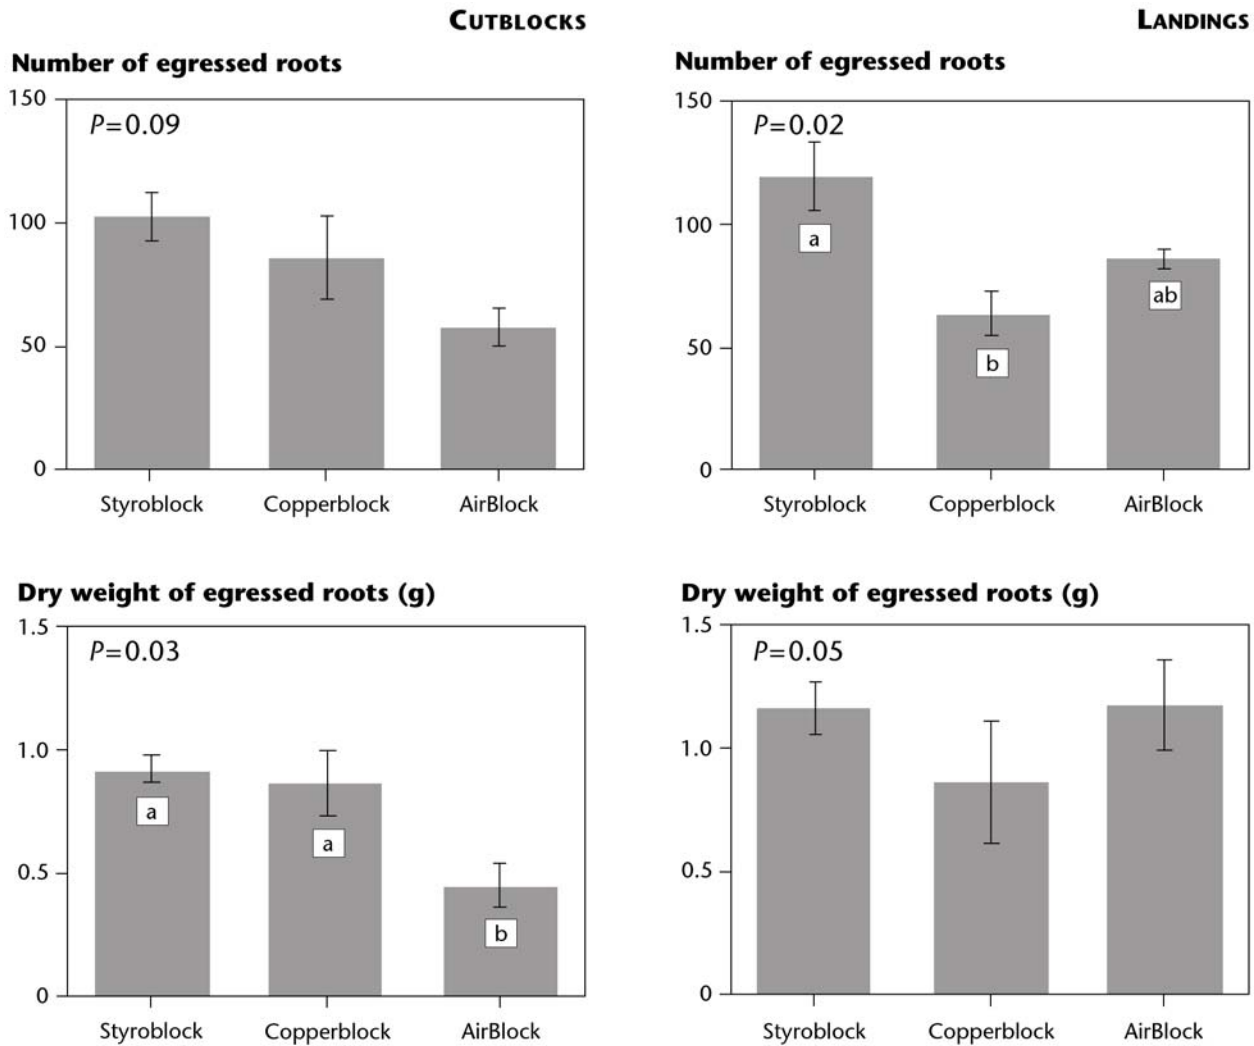 CUTBLOCKS
LANDINGS
Number of egressed roots
150
P=0.09
100
50
0
Styroblock Copperblock AirBlock
Number of egressed roots
150
P=0.02
100
a
ab
50
b
0
Styroblock Copperblock AirBlock
Dry weight of egressed roots (g)
1.5
P=0.03
1.0
a
a
0.5
b
0
Styroblock Copperblock AirBlock
Dry weight of egressed roots (g)
1.5
P=0.05
1.0
0.5
0
Styroblock Copperblock AirBlock